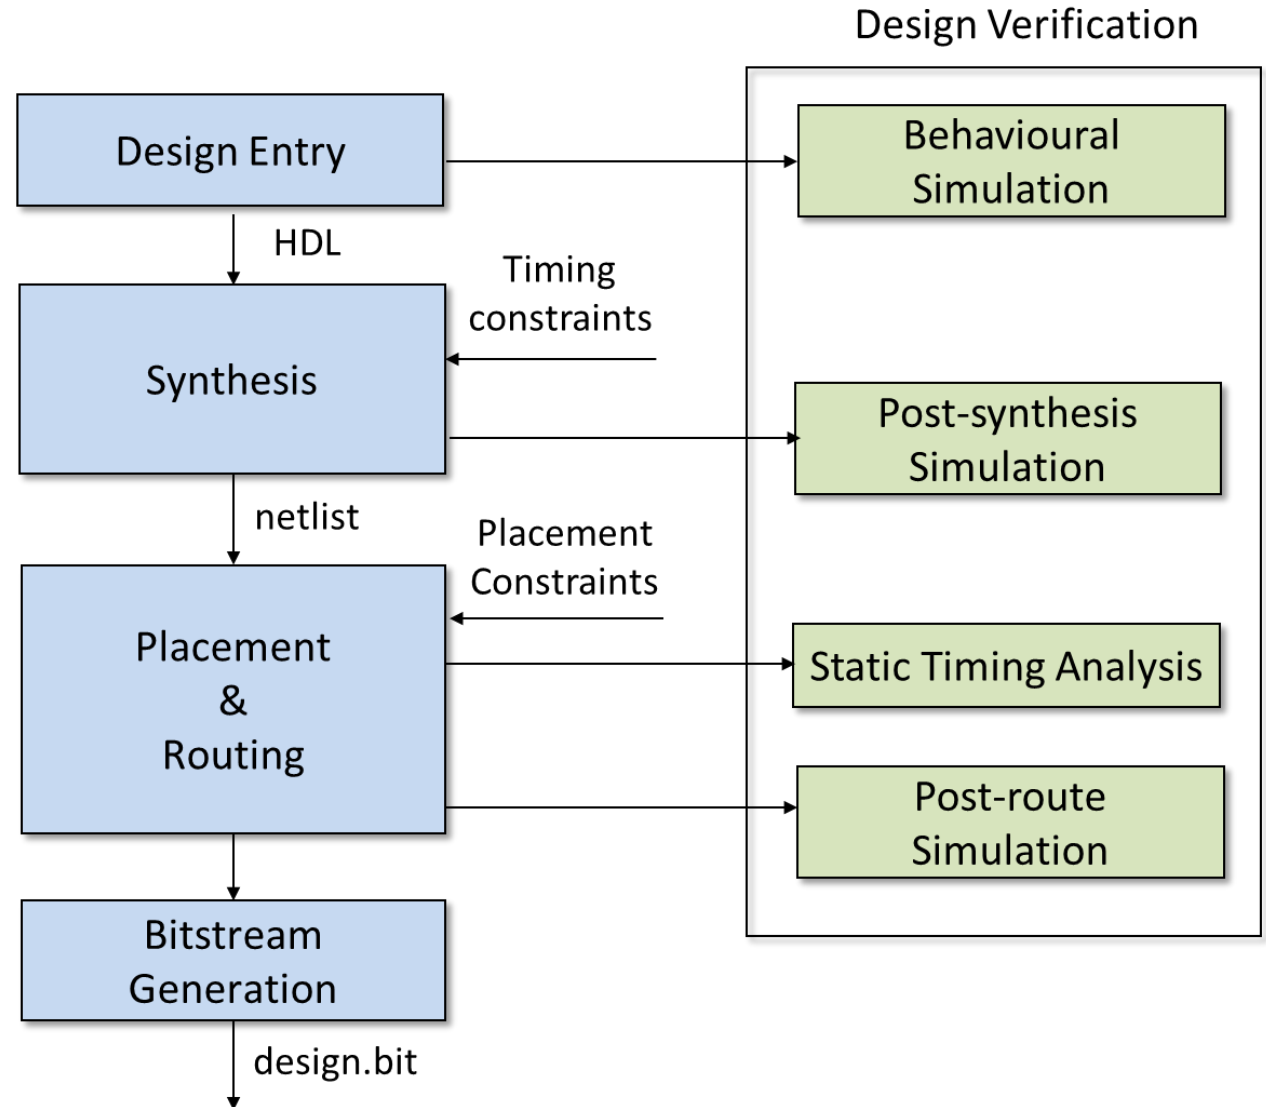 Design Verification
Design Entry
Behavioural
Simulation
HDL
Timing
constraints
Synthesis
Post-synthesis
Simulation
netlist
Placement
Constraints
Placement
&
Routing
Static Timing Analysis
Post-route
Simulation
Bitstream
Generation
design.bit